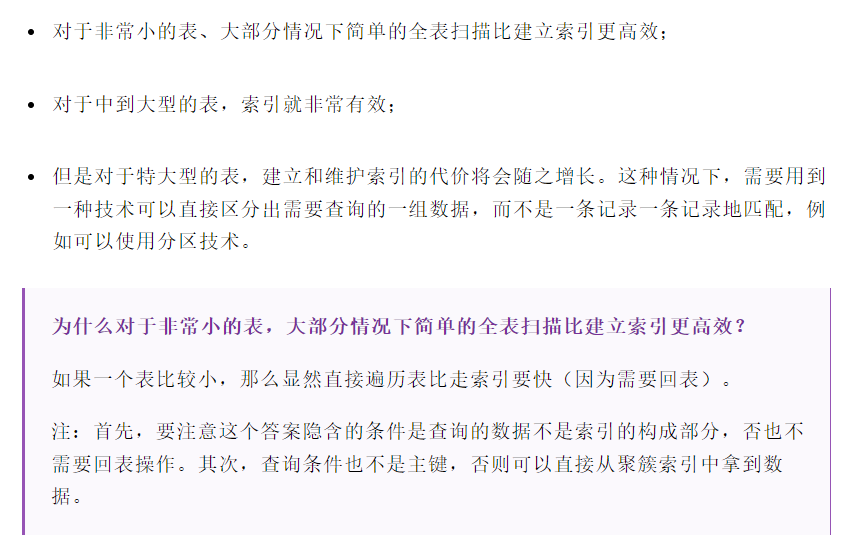 对于非常小的表、大部分情况下简单的全表扫描比建立索引更高效；
对于中到大型的表，索引就非常有效；
但是对于特大型的表，建立和维护索引的代价将会随之增长。这种情况下，需要用到
一种技术可以直接区分出需要查询的一组数据，而不是一条记录一条记录地匹配，例
如可以使用分区技术。
为什么对于非常小的表，大部分情况下简单的全表扫描比建立索引更高效？
如果一个表比较小，那么显然直接遍历表比走索引要快（因为需要回表）。
注：首先，要注意这个答案隐含的条件是查询的数据不是索引的构成部分，否也不
需要回表操作。其次，查询条件也不是主键，否则可以直接从聚簇索引中拿到数
据。